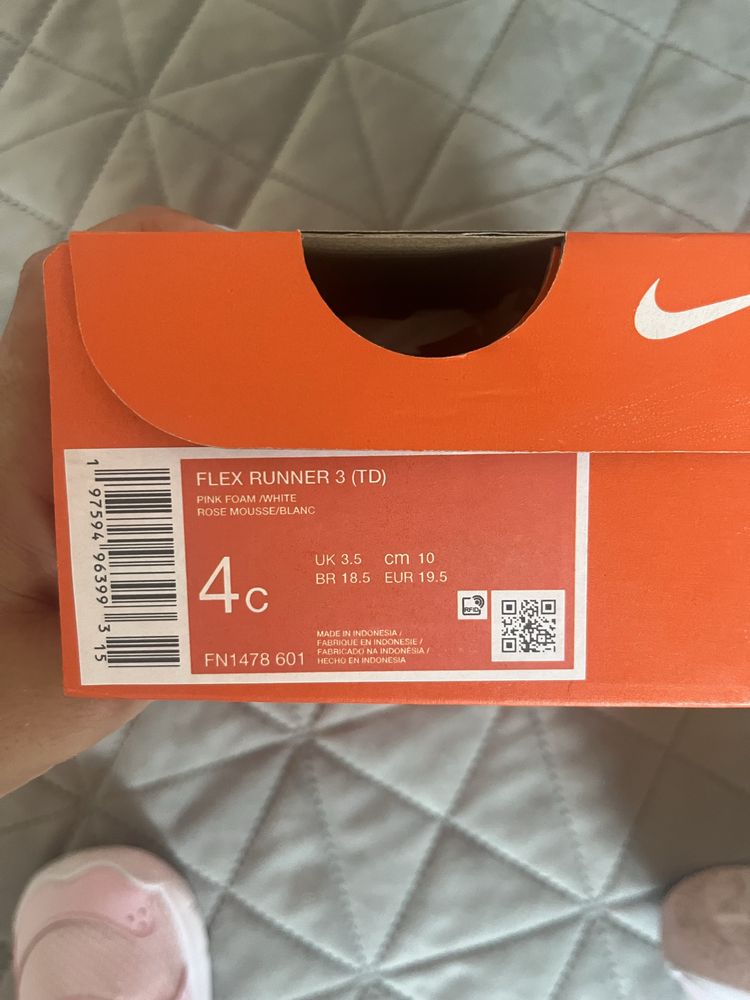 FLEX RUNNER 3 (TD)
PINK FOAM /WHITE
ROSE MOUSSE/BLANC
4C
UK 3.5 cm 10
BR 18.5 EUR 19.5
RFID
FN1478 601
MADE IN INDONESIA /
FABRIQUE EN INDONESIE /
FABRICADO NA INDONÉSIA /
HECHO EN INDONESIA
1 97594 96399 3 15